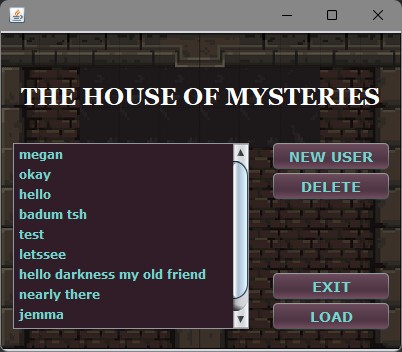 THE HOUSE OF MYSTERIES
megan
okay
hello
badum tsh
test
letssee
hello darkness my old friend
nearly there
jemma
NEW USER
DELETE
EXIT
LOAD